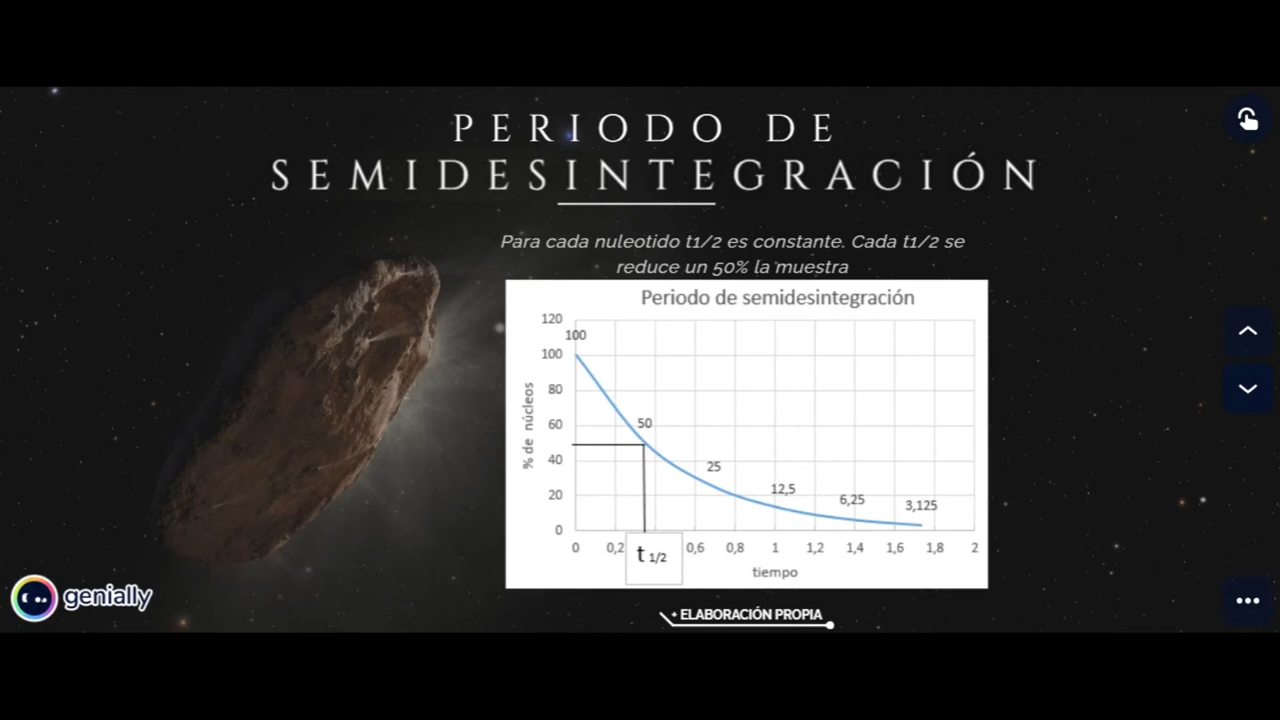 PERIODO DE
SEMIDESINTEGRACIÓN
Para cada nuleotido t1/2 es constante. Cada t1/2 se
reduce un 50% la muestra
Periodo de semidesintegración
120
100
100
80
60
50
40
25
20
12,5
6,25
3,125
0
% de núcleos
0 0,2 0,6 0,8 1 1,2 1,4 1,6 1,8 2
t 1/2
tiempo
+ ELABORACIÓN PROPIA
genially